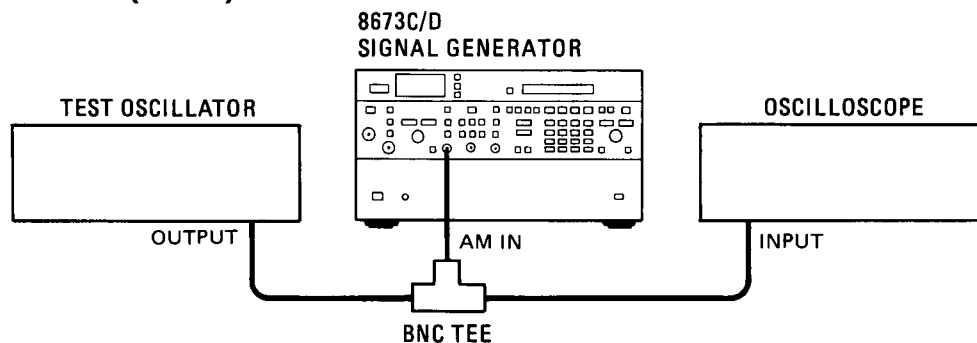 8673C/D
SIGNAL GENERATOR
TEST OSCILLATOR
OSCILLOSCOPE
OUTPUT
AM IN
INPUT
BNC TEE